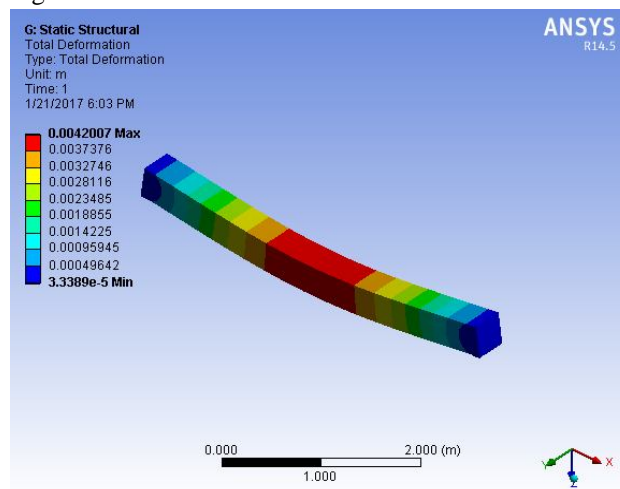 G: Static Structural
Total Deformation
Type: Total Deformation
Unit: m
Time: 1
1/21/2017 6:03 PM
ANSYS
R14.5
0.0042007 Max
0.0037376
0.0032746
0.0028116
0.0023485
0.0018855
0.0014225
0.00095945
0.00049642
3.3389e-5 Min
0.000
2.000 (m)
1.000
Y
X
Z